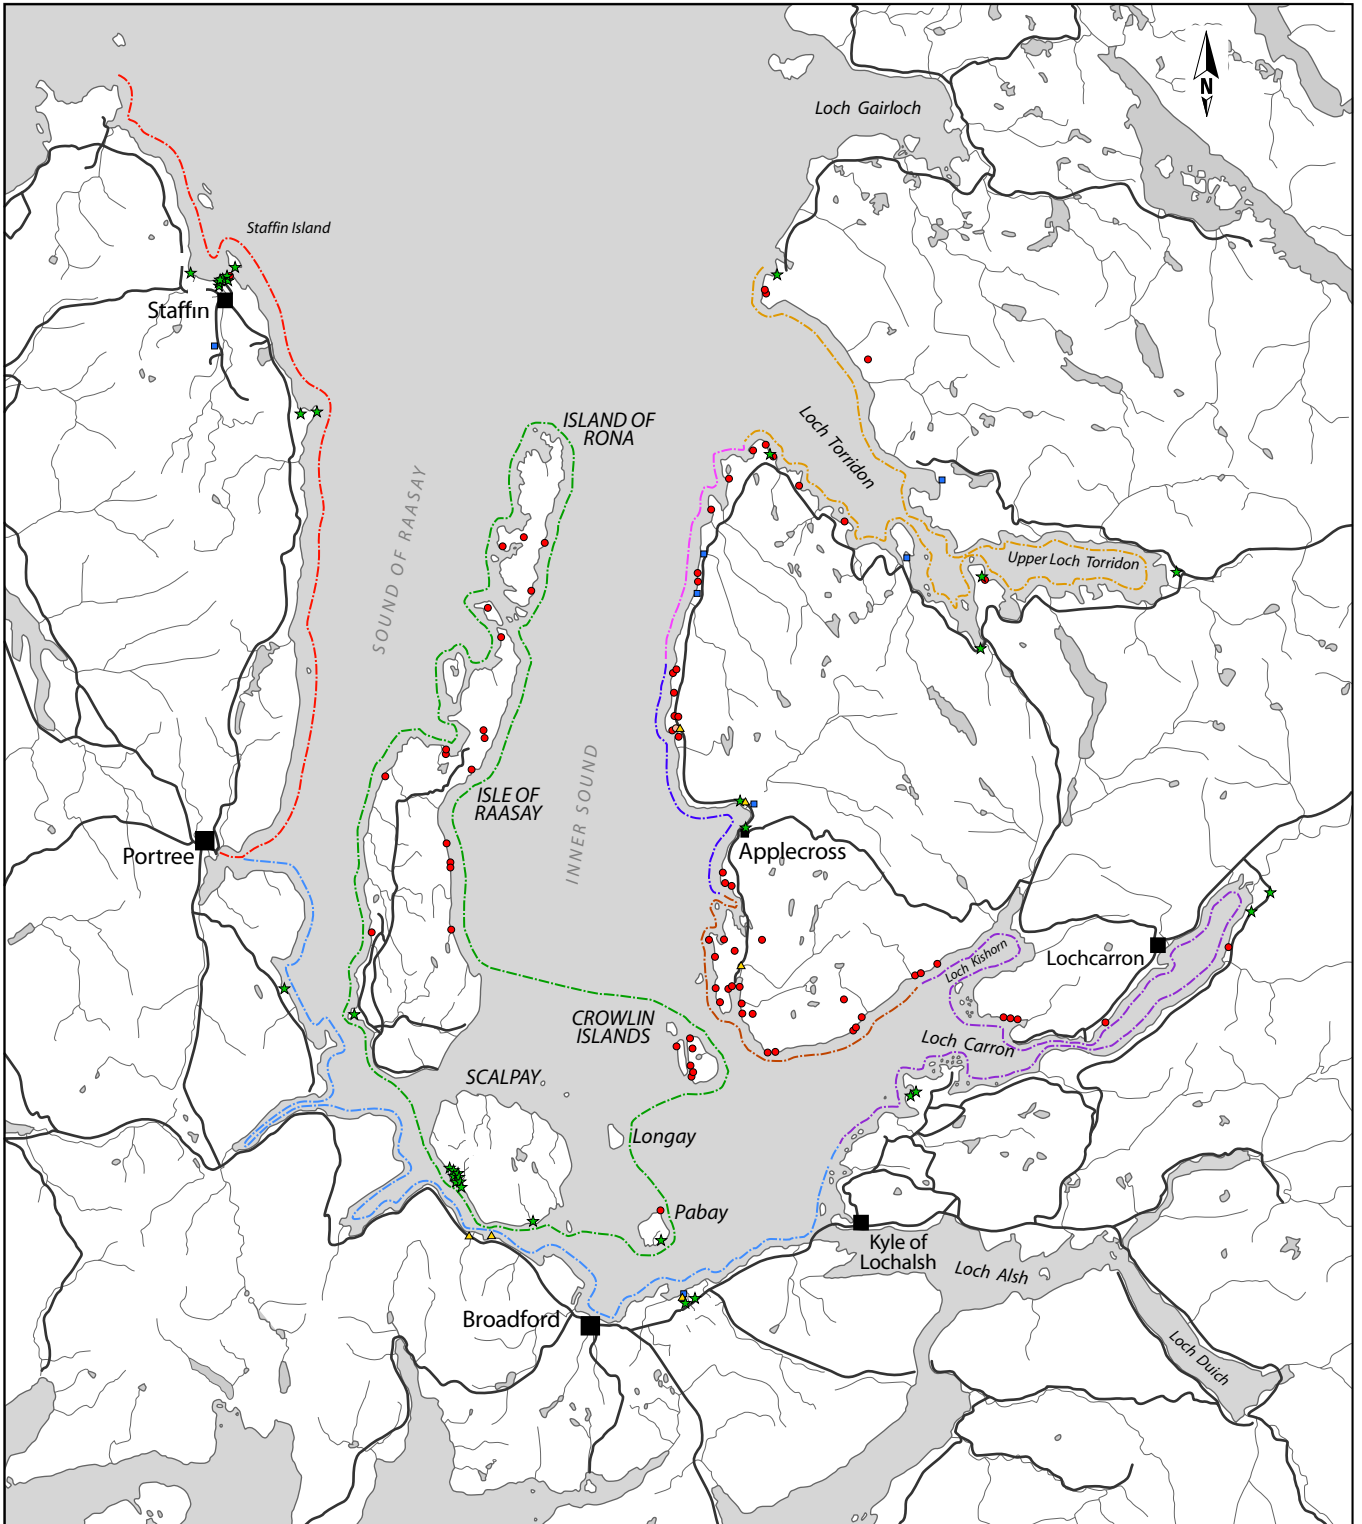 N
Loch Gairloch
Staffin Island
Staffin
ISLAND OF
RONA
Loch Torridon
SOUND OF RAASAY
Upper Loch Torridon
INNER SOUND
ISLE OF
RAASAY
Portree
Applecross
Loch Kishorn
Lochcarron
CROWLIN
ISLANDS
Loch Carron
SCALPAY
Longay
Pabay
Kyle of
Lochalsh
Loch Alsh
Broadford
Loch Duich